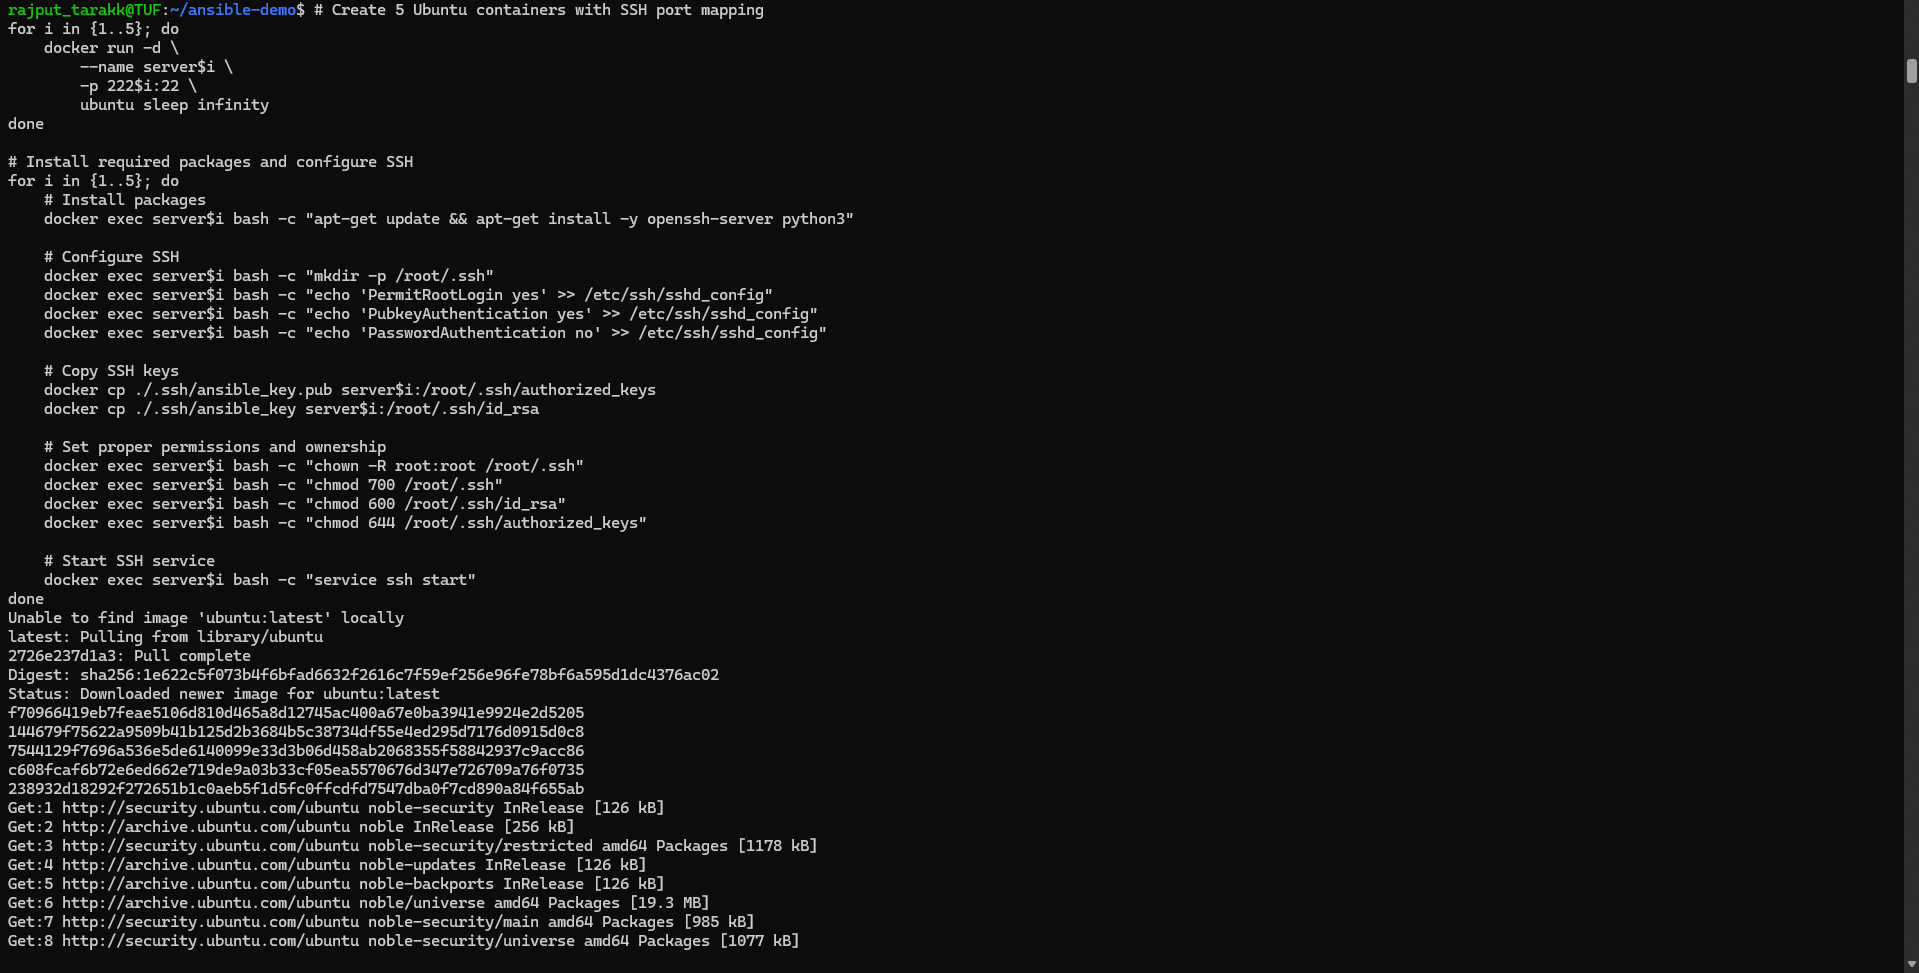 rajput_tarakk@TUF:~/ansible-demo$ # Create 5 Ubuntu containers with SSH port mapping
for i in {1..5}; do
    docker run -d \
        --name server$i \
        -p 222$i:22 \
        ubuntu sleep infinity
done

# Install required packages and configure SSH
for i in {1..5}; do
    # Install packages
    docker exec server$i bash -c "apt-get update && apt-get install -y openssh-server python3"

    # Configure SSH
    docker exec server$i bash -c "mkdir -p /root/.ssh"
    docker exec server$i bash -c "echo 'PermitRootLogin yes' >> /etc/ssh/sshd_config"
    docker exec server$i bash -c "echo 'PubkeyAuthentication yes' >> /etc/ssh/sshd_config"
    docker exec server$i bash -c "echo 'PasswordAuthentication no' >> /etc/ssh/sshd_config"

    # Copy SSH keys
    docker cp ./.ssh/ansible_key.pub server$i:/root/.ssh/authorized_keys
    docker cp ./.ssh/ansible_key server$i:/root/.ssh/id_rsa

    # Set proper permissions and ownership
    docker exec server$i bash -c "chown -R root:root /root/.ssh"
    docker exec server$i bash -c "chmod 700 /root/.ssh"
    docker exec server$i bash -c "chmod 600 /root/.ssh/id_rsa"
    docker exec server$i bash -c "chmod 644 /root/.ssh/authorized_keys"

    # Start SSH service
    docker exec server$i bash -c "service ssh start"
done
Unable to find image 'ubuntu:latest' locally
latest: Pulling from library/ubuntu
2726e237d1a3: Pull complete
Digest: sha256:1e622c5f073b4f6bfad6632f2616c7f59ef256e96fe78bf6a595d1dc4376ac02
Status: Downloaded newer image for ubuntu:latest
f70966419eb7feae5106d810d465a8d12745ac400a67e0ba3941e9924e2d5205
144679f75622a9509b41b125d2b3684b5c38734df55e4ed295d7176d0915d0c8
7544129f7696a536e5de6140099e33d3b06d458ab2068355f58842937c9acc86
c608fcaf6b72e6ed662e719de9a03b33cf05ea5570676d347e726709a76f0735
238932d18292f272651b1c0aeb5f1d5fc0ffcdfd7547dba0f7cd890a84f655ab
Get:1 http://security.ubuntu.com/ubuntu noble-security InRelease [126 kB]
Get:2 http://archive.ubuntu.com/ubuntu noble InRelease [256 kB]
Get:3 http://security.ubuntu.com/ubuntu noble-security/restricted amd64 Packages [1178 kB]
Get:4 http://archive.ubuntu.com/ubuntu noble-updates InRelease [126 kB]
Get:5 http://archive.ubuntu.com/ubuntu noble-backports InRelease [126 kB]
Get:6 http://archive.ubuntu.com/ubuntu noble/universe amd64 Packages [19.3 MB]
Get:7 http://security.ubuntu.com/ubuntu noble-security/main amd64 Packages [985 kB]
Get:8 http://security.ubuntu.com/ubuntu noble-security/universe amd64 Packages [1077 kB]